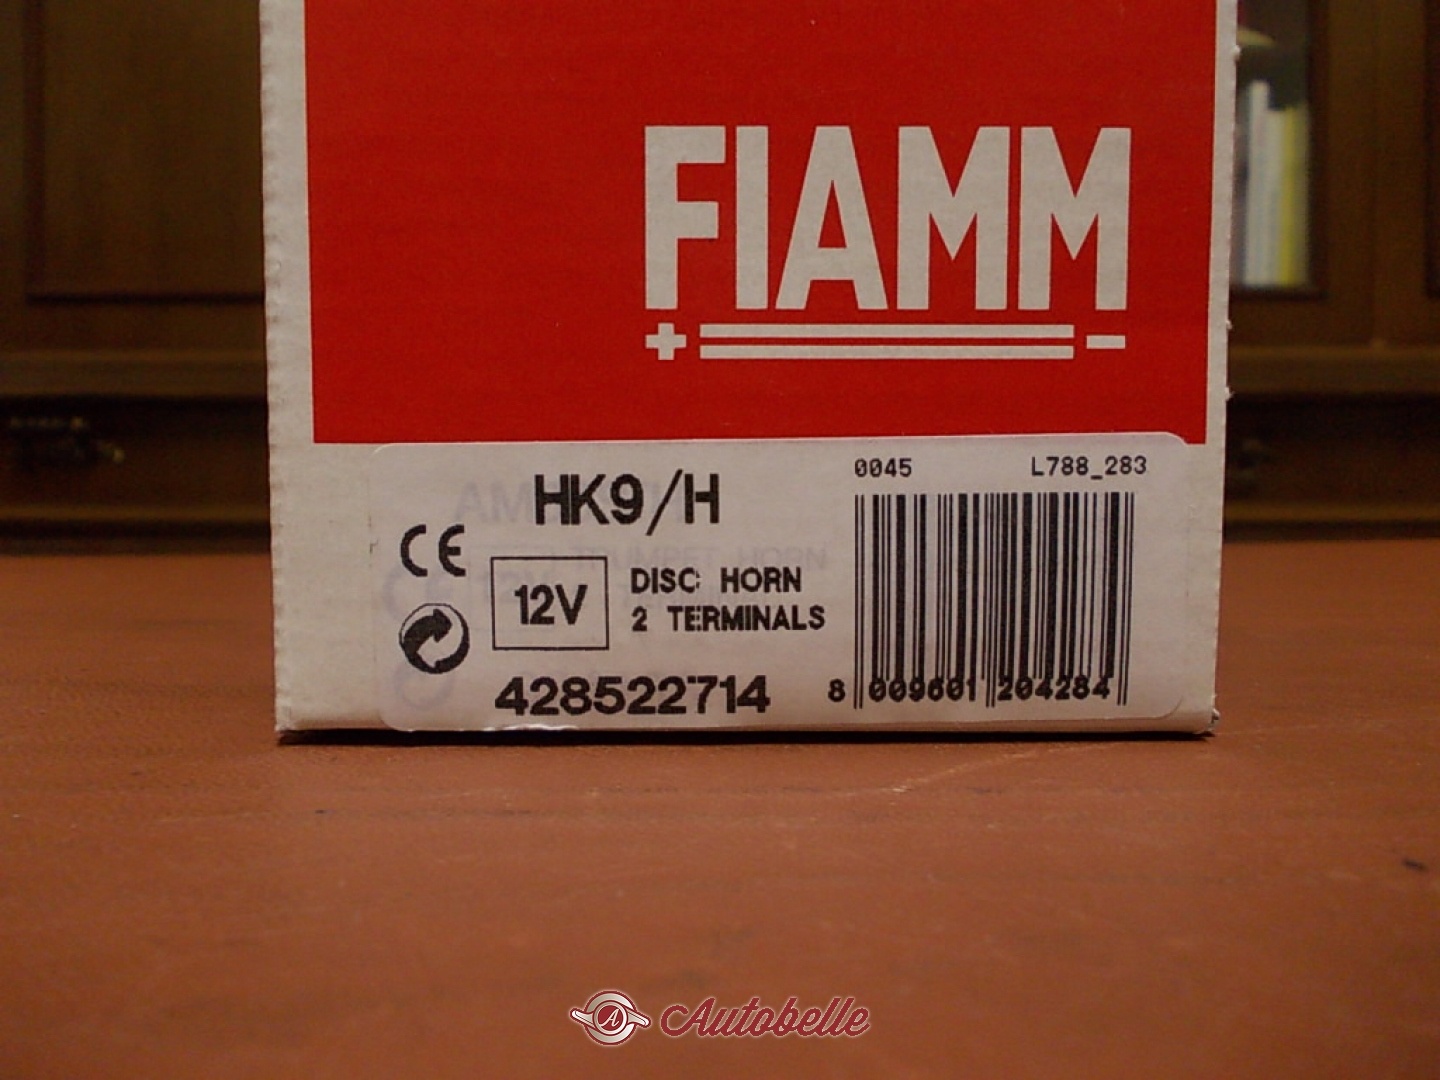 FIAMM
+ -
HK9/H
0045 L788_283
CE
12V
DISC HORN
2 TERMINALS
428522714
8 009601 204284
A
Autobelle